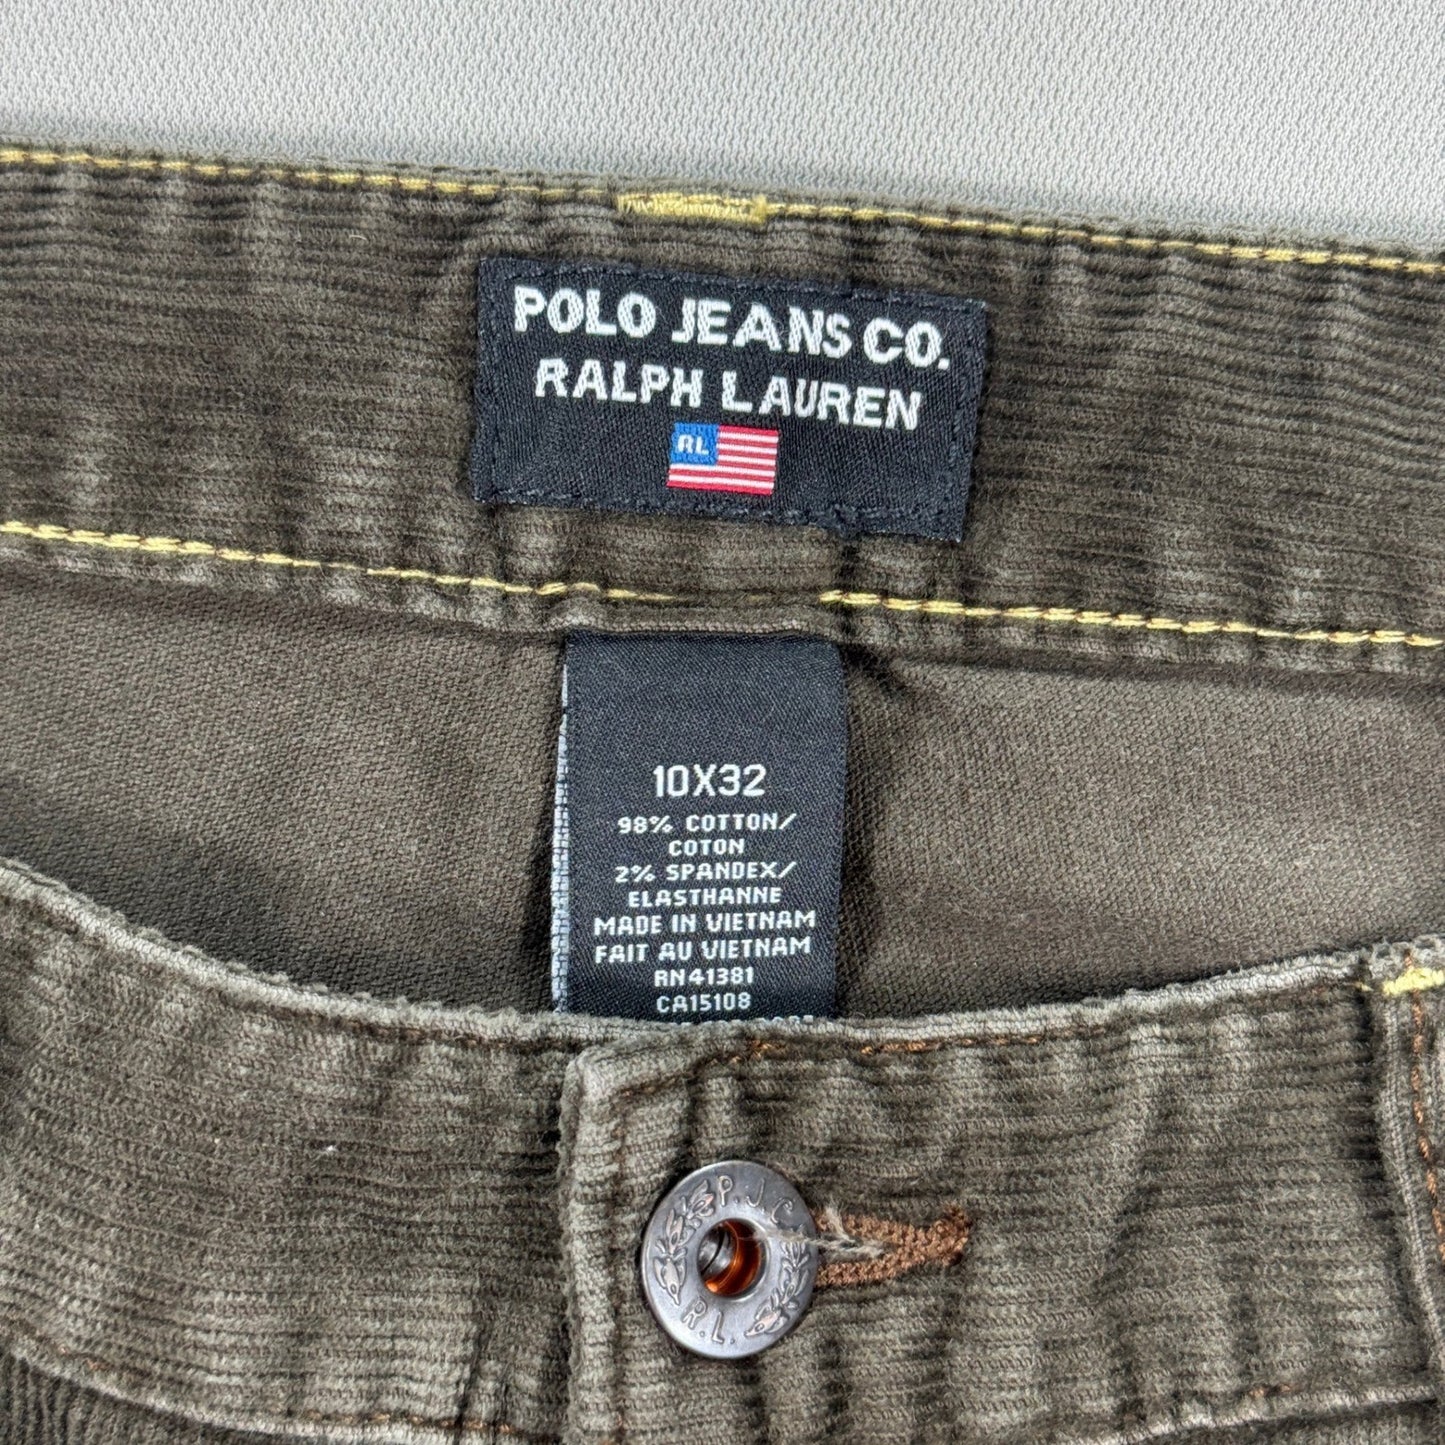 POLO JEANS CO.
RALPH LAUREN
RL
10X32
98% COTTON/
COTON
2% SPANDEX/
ELASTHANNE
MADE IN VIETNAM
FAIT AU VIETNAM
RN41381
CA15108
P.J.C.
R.L.